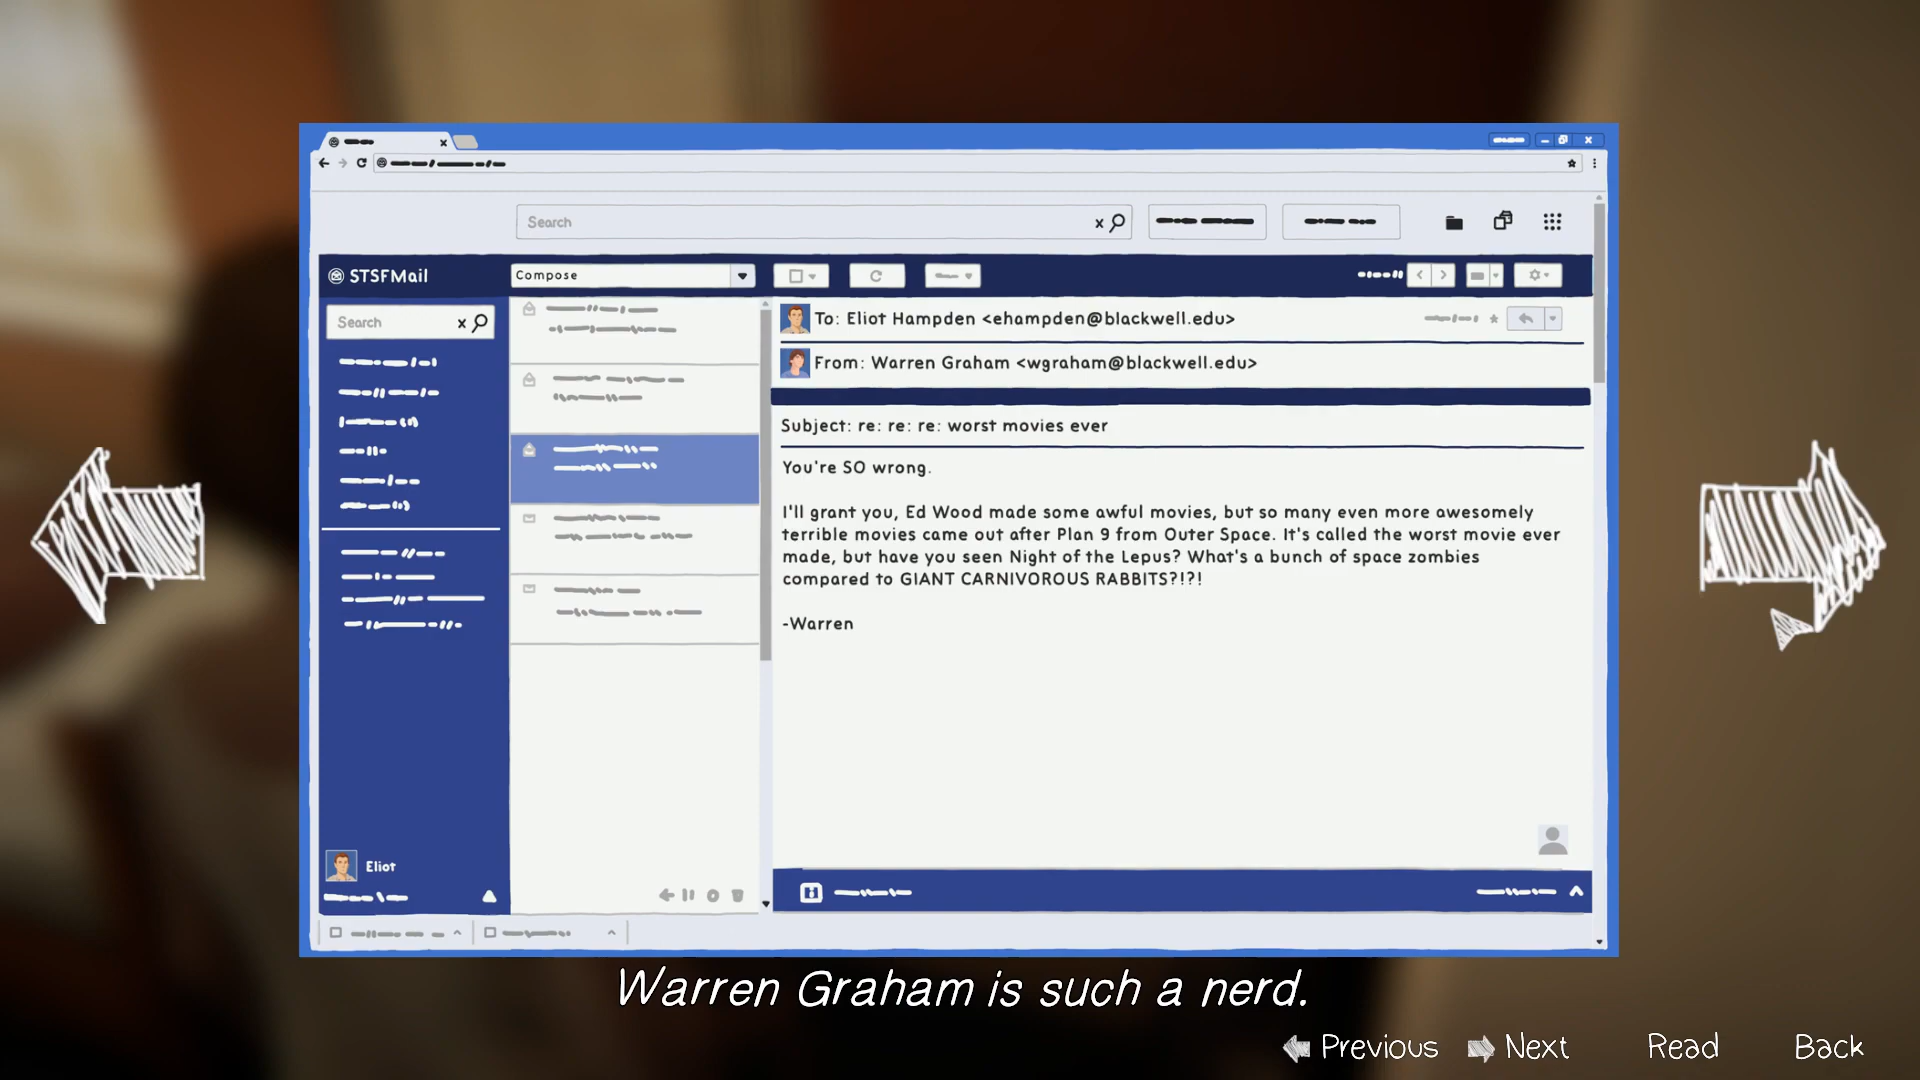 Search
STSFMail
Compose
Search
To: Eliot Hampden <ehampden@blackwell.edu>
From: Warren Graham <wgraham@blackwell.edu>
Subject: re: re: re: worst movies ever
You're SO wrong.
I'll grant you, Ed Wood made some awful movies, but so many even more awesomely
terrible movies came out after Plan 9 from Outer Space. It's called the worst movie ever
made, but have you seen Night of the Lepus? What's a bunch of space zombies
compared to GIANT CARNIVOROUS RABBITS?!?!
-Warren
Eliot
Warren Graham is such a nerd.
Previous
Next
Read
Back